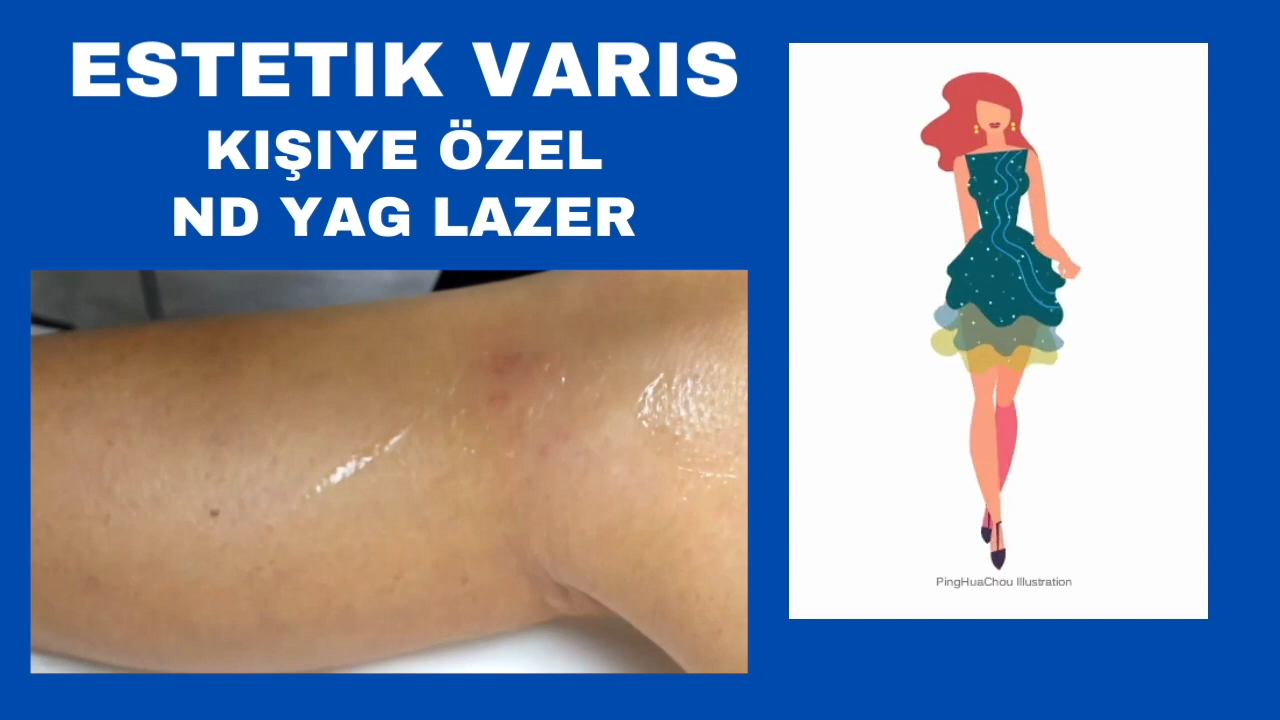 ESTETIK VARIS
KIŞIYE ÖZEL
ND YAG LAZER
PingHuaChou Illustration